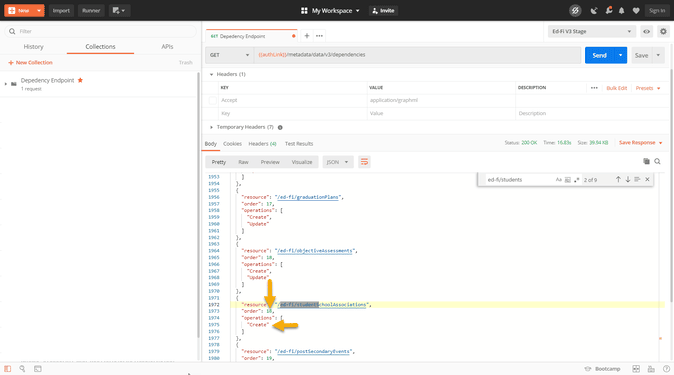 New
Import
Runner
My Workspace
Invite
Sign In
Filter
History
Collections
APIs
New Collection
Trash
Depedency Endpoint
1 request
GET Depedency Endpoint
Ed-Fi V3 Stage
GET
/metadata/data/v3/dependencies
Send
Save
Headers (1)
KEY
VALUE
DESCRIPTION
Bulk Edit
Presets
Accept
application/graphml
Key
Value
Description
Temporary Headers (7)
Body
Cookies
Headers (4)
Test Results
Status: 200 OK
Time: 16.83s
Size: 39.94 KB
Save Response
Pretty
Raw
Preview
Visualize
JSON
ed-fi/students
Aa
2 of 9
1953 ]
1954 },
1955 {
1956 "resource": "/ed-fi/graduationPlans",
1957 "order": 17,
1958 "operations": [
1959 "Create",
1960 "Update"
1961 ]
1962 },
1963 {
1964 "resource": "/ed-fi/objectiveAssessments",
1965 "order": 18,
1966 "operations": [
1967 "Create",
1968 "Update"
1969 ]
1970 },
1971 {
1972 "resource": "/ed-fi/studentSchoolAssociations",
1973 "order": 18,
1974 "operations": [
1975 "Create"
1976 ]
1977 },
1978 {
1979 "resource": "/ed-fi/postSecondaryEvents",
1980 "order": 19,
Bootcamp